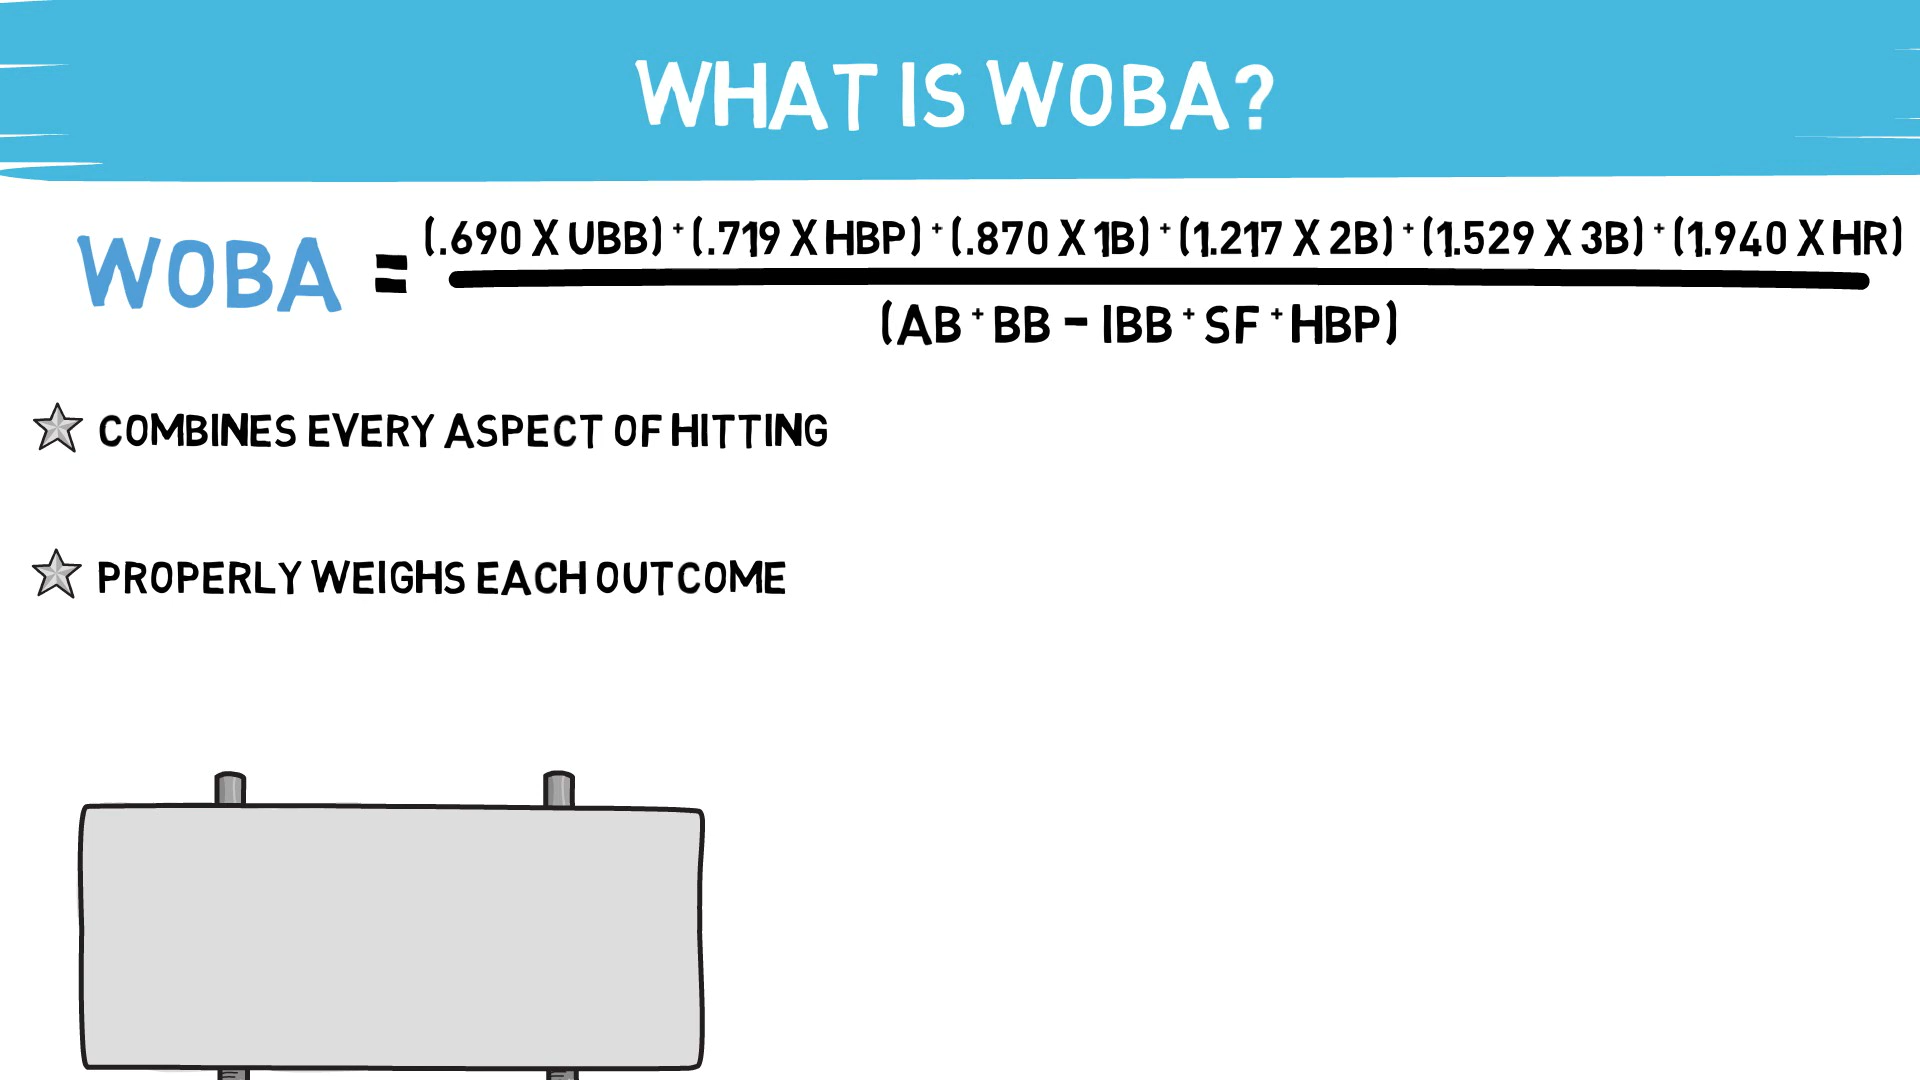 WHAT IS WOBA?
(.690 X UBB) + (.719 X HBP) + (.870 X 1B) + (1.217 X 2B) + (1.529 X 3B) + (1.940 X HR)
WOBA =
(AB + BB - IBB + SF + HBP)
COMBINES EVERY ASPECT OF HITTING
PROPERLY WEIGHS EACH OUTCOME